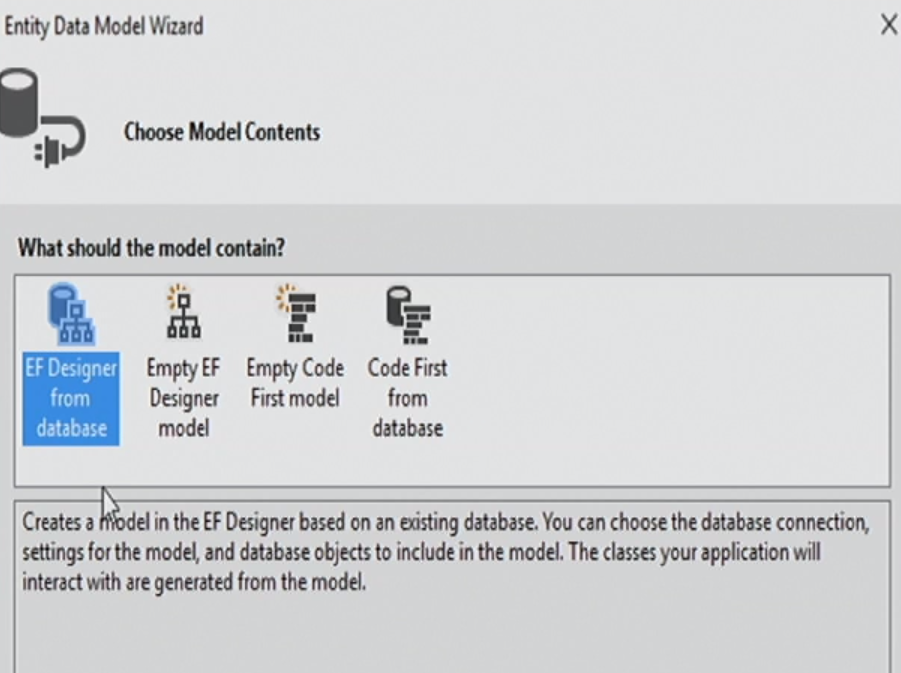 Entity Data Model Wizard
X
Choose Model Contents
What should the model contain?
EF Designer
from
database
Empty EF
Designer
model
Empty Code
First model
Code First
from
database
Creates a model in the EF Designer based on an existing database. You can choose the database connection,
settings for the model, and database objects to include in the model. The classes your application will
interact with are generated from the model.